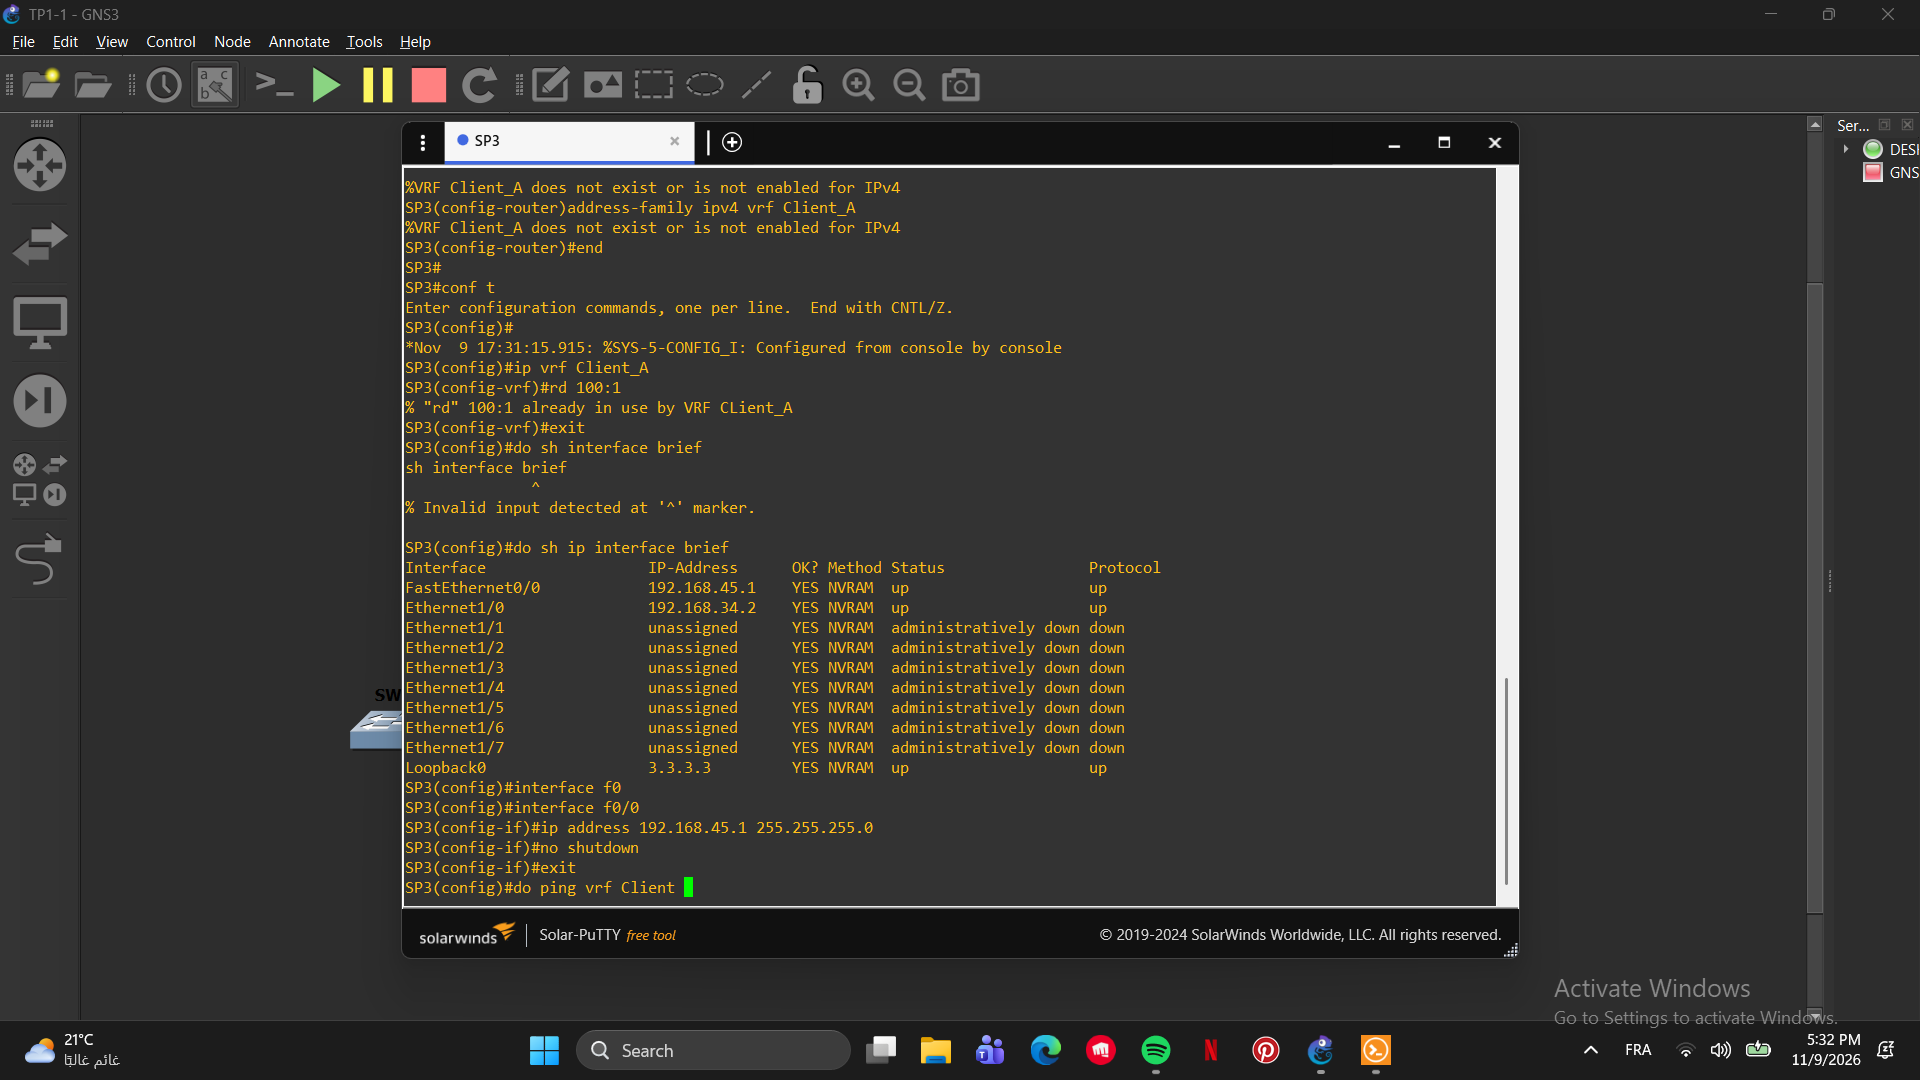 TP1-1 - GNS3
File Edit View Control Node Annotate Tools Help
SP3
Ser...
DESI
GNS
%VRF Client_A does not exist or is not enabled for IPv4
SP3(config-router)address-family ipv4 vrf Client_A
%VRF Client_A does not exist or is not enabled for IPv4
SP3(config-router)#end
SP3#
SP3#conf t
Enter configuration commands, one per line.  End with CNTL/Z.
SP3(config)#
*Nov  9 17:31:15.915: %SYS-5-CONFIG_I: Configured from console by console
SP3(config)#ip vrf Client_A
SP3(config-vrf)#rd 100:1
% "rd" 100:1 already in use by VRF CLient_A
SP3(config-vrf)#exit
SP3(config)#do sh interface brief
sh interface brief
^
% Invalid input detected at '^' marker.
SP3(config)#do sh ip interface brief
Interface IP-Address OK? Method Status Protocol
FastEthernet0/0 192.168.45.1 YES NVRAM up up
Ethernet1/0 192.168.34.2 YES NVRAM up up
Ethernet1/1 unassigned YES NVRAM administratively down down
Ethernet1/2 unassigned YES NVRAM administratively down down
Ethernet1/3 unassigned YES NVRAM administratively down down
Ethernet1/4 unassigned YES NVRAM administratively down down
Ethernet1/5 unassigned YES NVRAM administratively down down
Ethernet1/6 unassigned YES NVRAM administratively down down
Ethernet1/7 unassigned YES NVRAM administratively down down
Loopback0 3.3.3.3 YES NVRAM up up
SP3(config)#interface f0
SP3(config)#interface f0/0
SP3(config-if)#ip address 192.168.45.1 255.255.255.0
SP3(config-if)#no shutdown
SP3(config-if)#exit
SP3(config)#do ping vrf Client
SW
solarwinds Solar-PuTTY free tool © 2019-2024 SolarWinds Worldwide, LLC. All rights reserved.
Activate Windows
Go to Settings to activate Windows.
21°C
غائم غالبًا
Search
FRA
5:32 PM
11/9/2026